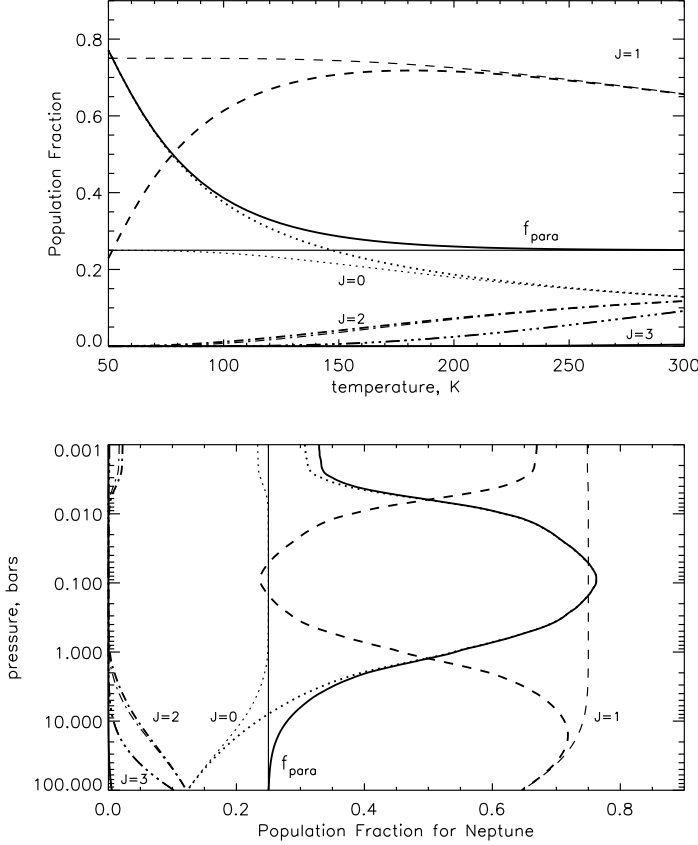 0.8
0.6
0.4
0.2
0.0
Population Fraction
J=1
f_para
J=0
J=2
J=3
50
100
150
200
250
300
temperature, K
0.001
0.010
0.100
1.000
10.000
100.000
pressure, bars
J=2
J=0
J=1
J=3
f_para
0.0
0.2
0.4
0.6
0.8
Population Fraction for Neptune